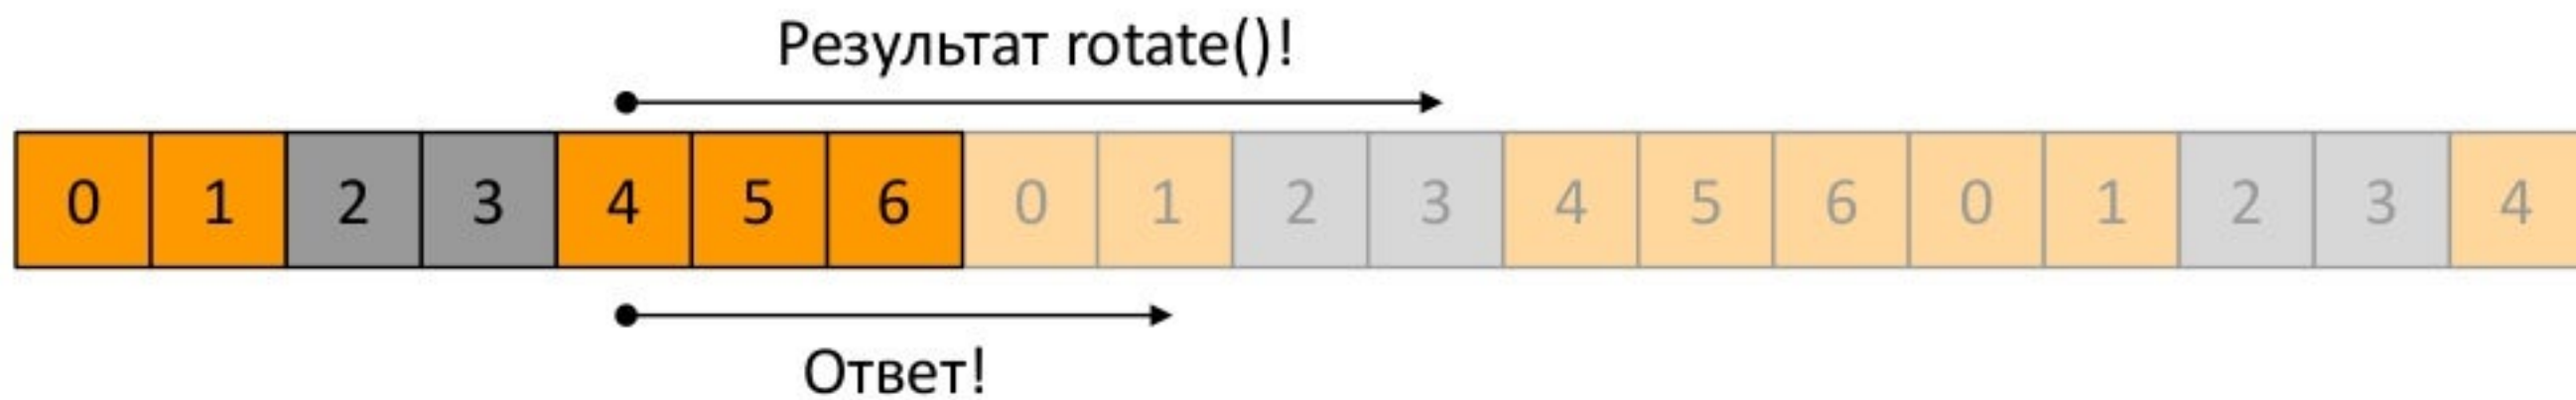 Результат rotate()!
0 1 2 3 4 5 6 0 1 2 3 4 5 6 0 1 2 3 4
Ответ!